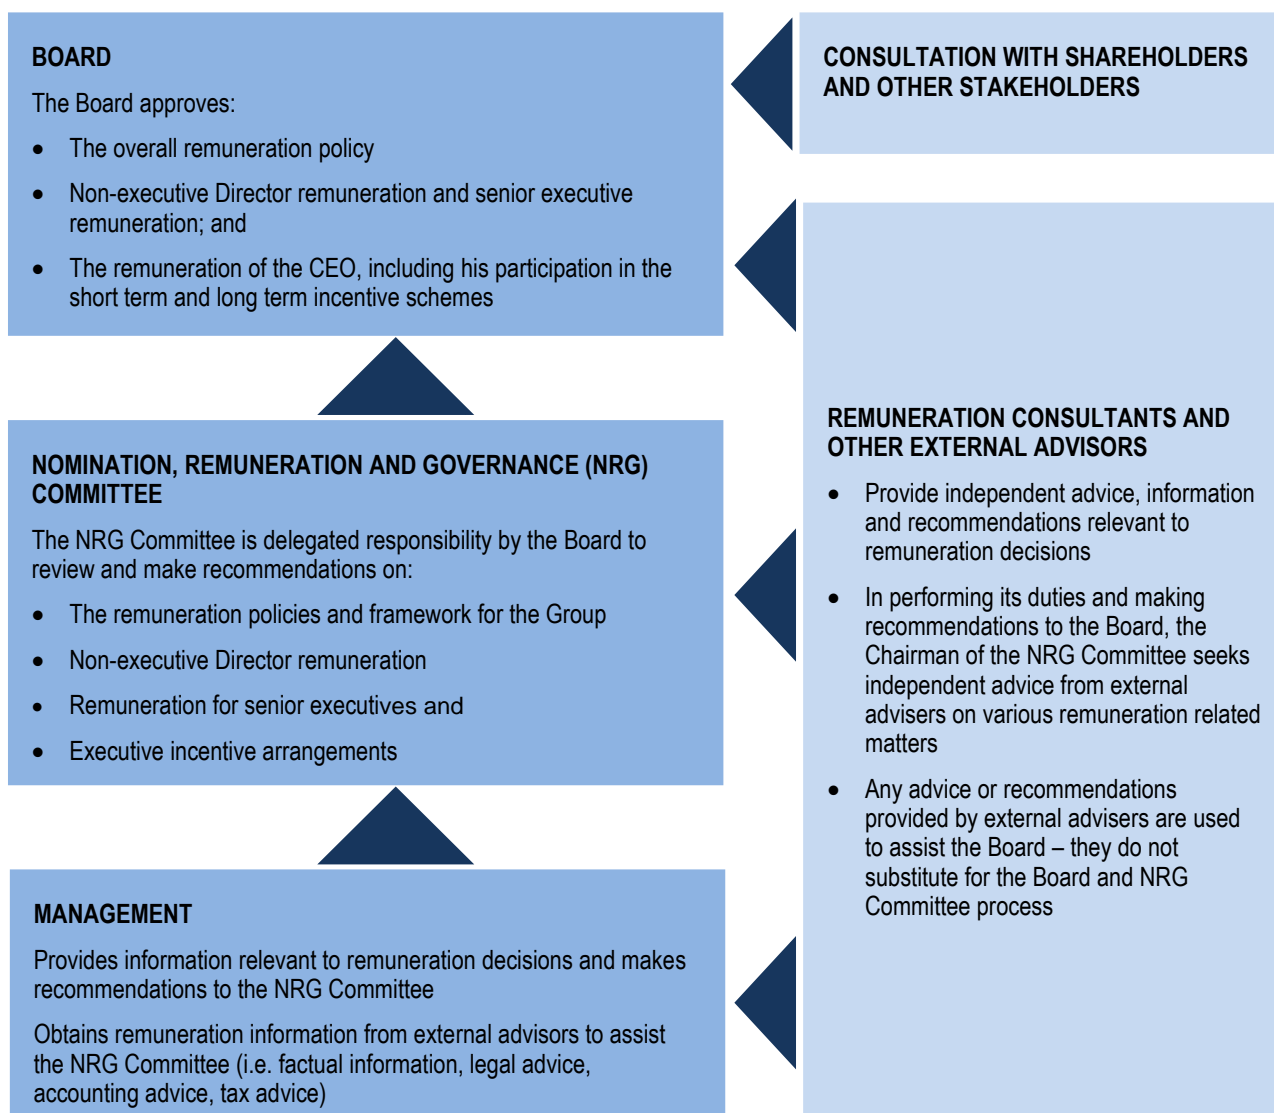 BOARD
The Board approves:
• The overall remuneration policy
• Non-executive Director remuneration and senior executive
remuneration; and
• The remuneration of the CEO, including his participation in the
short term and long term incentive schemes
CONSULTATION WITH SHAREHOLDERS
AND OTHER STAKEHOLDERS
NOMINATION, REMUNERATION AND GOVERNANCE (NRG)
COMMITTEE
The NRG Committee is delegated responsibility by the Board to
review and make recommendations on:
• The remuneration policies and framework for the Group
• Non-executive Director remuneration
• Remuneration for senior executives and
• Executive incentive arrangements
MANAGEMENT
Provides information relevant to remuneration decisions and makes
recommendations to the NRG Committee
Obtains remuneration information from external advisors to assist
the NRG Committee (i.e. factual information, legal advice,
accounting advice, tax advice)
REMUNERATION CONSULTANTS AND
OTHER EXTERNAL ADVISORS
• Provide independent advice, information
and recommendations relevant to
remuneration decisions
• In performing its duties and making
recommendations to the Board, the
Chairman of the NRG Committee seeks
independent advice from external
advisers on various remuneration related
matters
• Any advice or recommendations
provided by external advisers are used
to assist the Board – they do not
substitute for the Board and NRG
Committee process